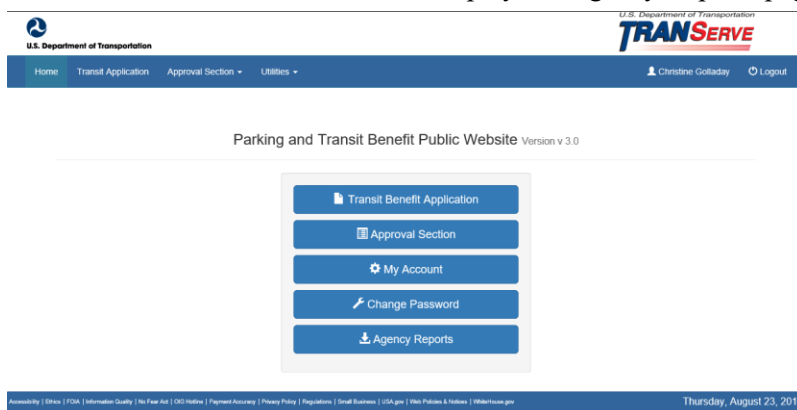 U.S. Department of Transportation
U.S. Department of Transportation
TRANSERVE
Home Transit Application Approval Section Utilities Christine Golladay Logout
Parking and Transit Benefit Public Website Version v 3.0
Transit Benefit Application
Approval Section
My Account
Change Password
Agency Reports
Accessibility | Ethics | FOIA | Information Quality | No Fear Act | OIG Hotline | Payment Accuracy | Privacy Policy | Regulations | Small Business | USA.gov | Web Policies & Notices | WhiteHouse.gov Thursday, August 23, 201